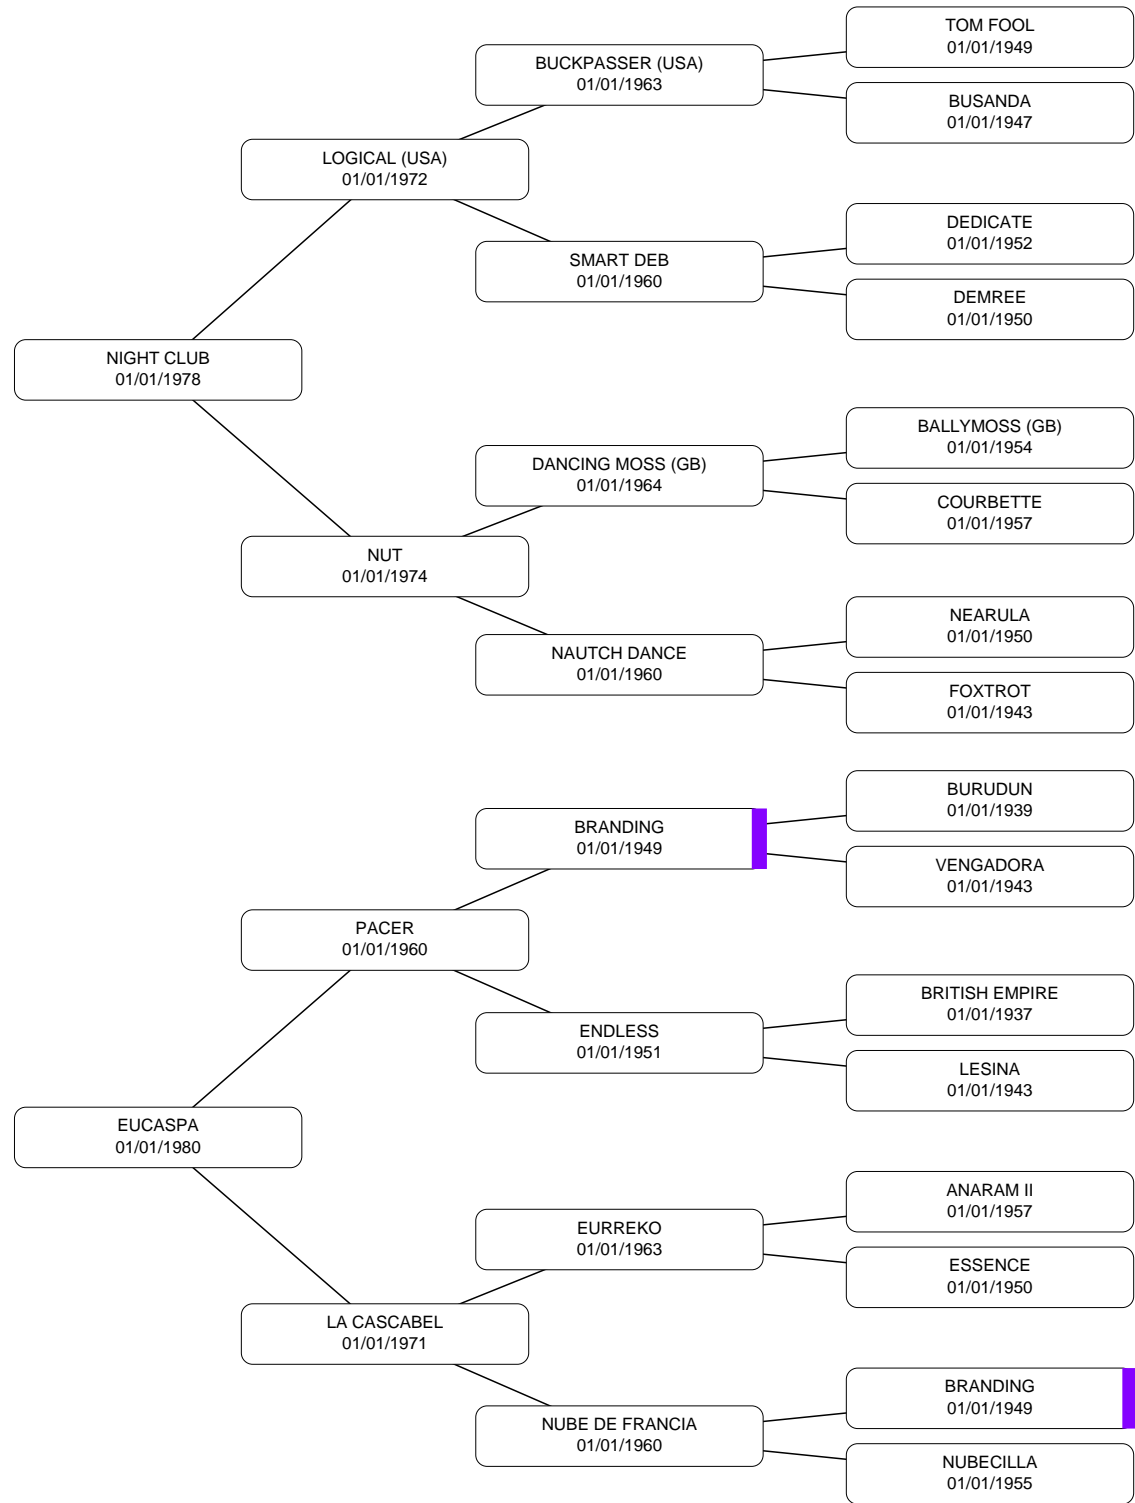 TOM FOOL
01/01/1949
BUCKPASSER (USA)
01/01/1963
BUSANDA
01/01/1947
LOGICAL (USA)
01/01/1972
DEDICATE
01/01/1952
SMART DEB
01/01/1960
DEMREE
01/01/1950
NIGHT CLUB
01/01/1978
BALLYMOSS (GB)
01/01/1954
DANCING MOSS (GB)
01/01/1964
COURBETTE
01/01/1957
NUT
01/01/1974
NEARULA
01/01/1950
NAUTCH DANCE
01/01/1960
FOXTROT
01/01/1943
BURUDUN
01/01/1939
BRANDING
01/01/1949
VENGADORA
01/01/1943
PACER
01/01/1960
BRITISH EMPIRE
01/01/1937
ENDLESS
01/01/1951
LESINA
01/01/1943
EUCASPA
01/01/1980
ANARAM II
01/01/1957
EURREKO
01/01/1963
ESSENCE
01/01/1950
LA CASCABEL
01/01/1971
BRANDING
01/01/1949
NUBE DE FRANCIA
01/01/1960
NUBECILLA
01/01/1955